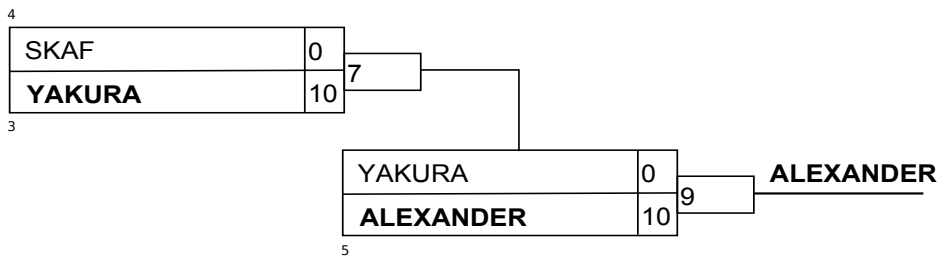 4
SKAF 0
7
YAKURA 10
3
YAKURA 0
ALEXANDER
9
ALEXANDER 10
5